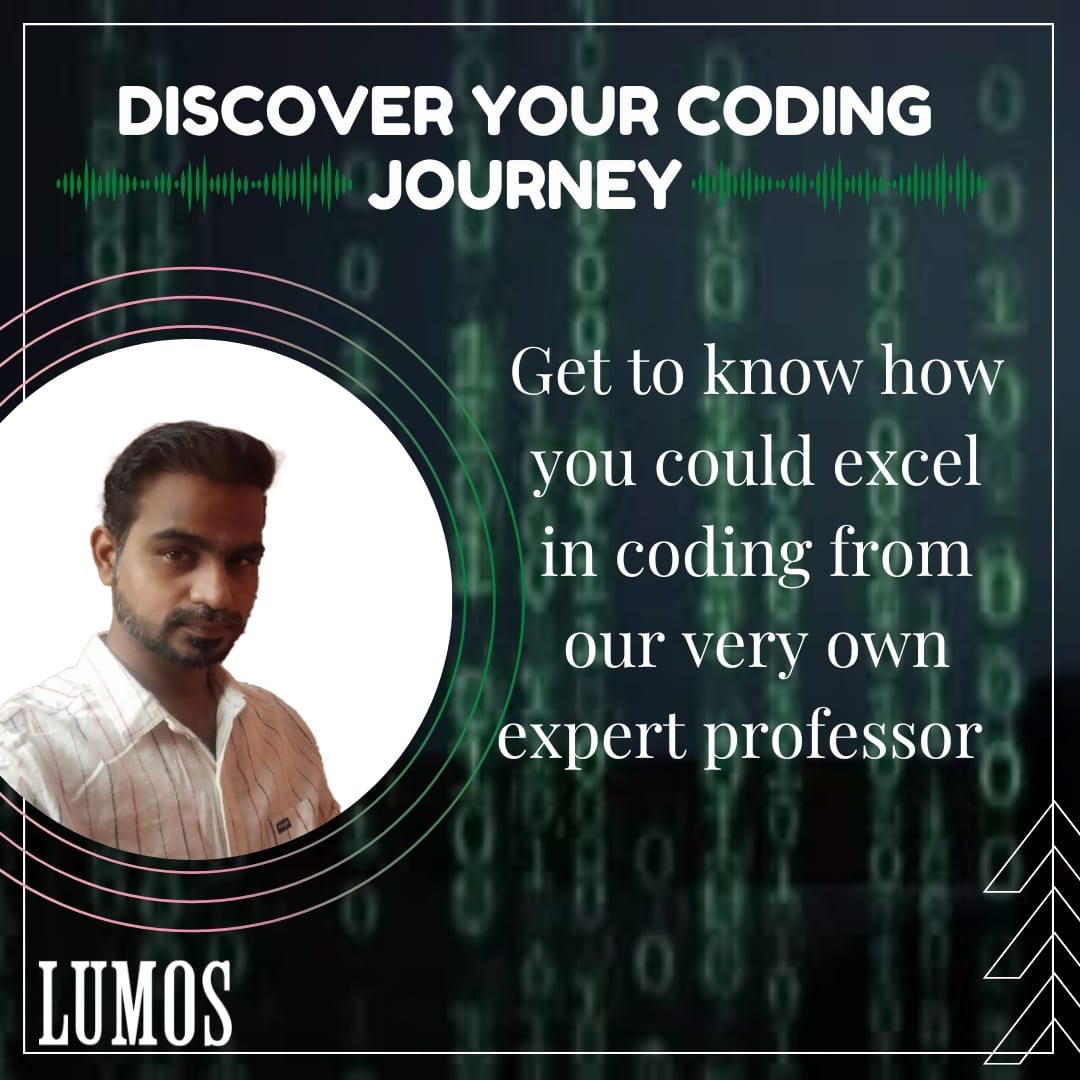 DISCOVER YOUR CODING
JOURNEY
Get to know how
you could excel
in coding from
our very own
expert professor
LUMOS